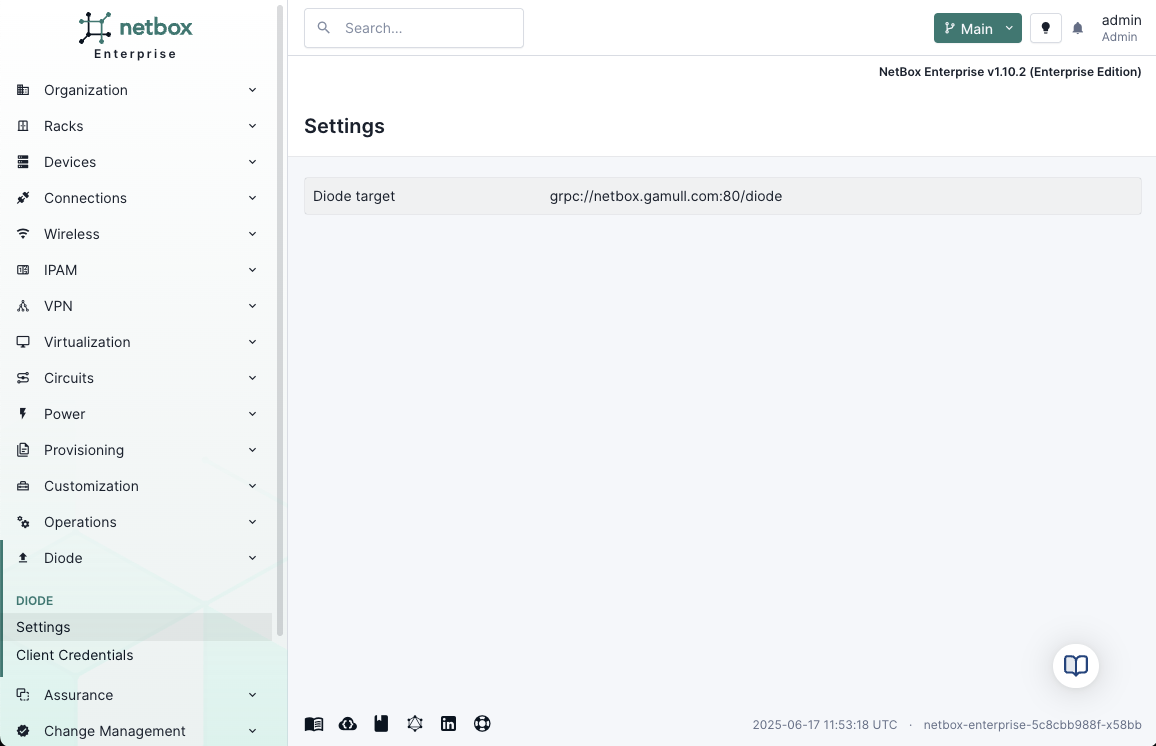 netbox
Enterprise
Organization
Racks
Devices
Connections
Wireless
IPAM
VPN
Virtualization
Circuits
Power
Provisioning
Customization
Operations
Diode
DIODE
Settings
Client Credentials
Assurance
Change Management
Search...
Main
admin
Admin
NetBox Enterprise v1.10.2 (Enterprise Edition)
Settings
Diode target grpc://netbox.gamull.com:80/diode
2025-06-17 11:53:18 UTC · netbox-enterprise-5c8cbb988f-x58bb